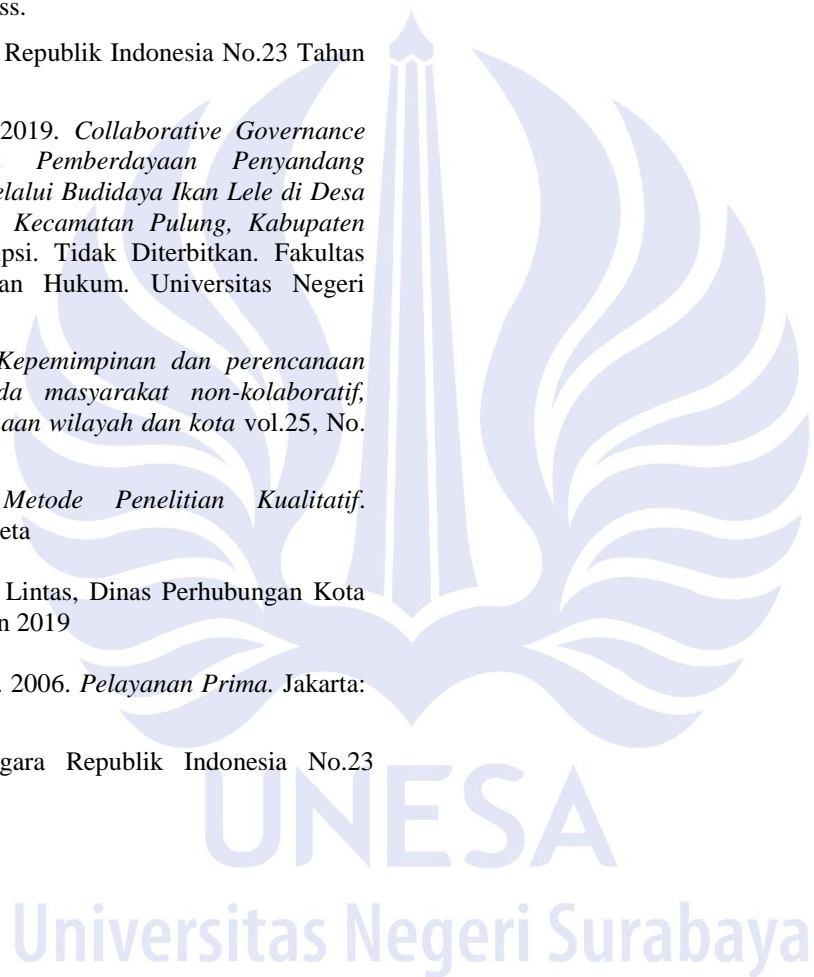 ss.
Republik Indonesia No.23 Tahun
2019. Collaborative Governance
Pemberdayaan Penyandang
elalui Budidaya Ikan Lele di Desa
Kecamatan Pulung, Kabupaten
psi. Tidak Diterbitkan. Fakultas
an Hukum. Universitas Negeri
Kepemimpinan dan perencanaan
da masyarakat non-kolaboratif,
naan wilayah dan kota vol.25, No.
Metode Penelitian Kualitatif.
eta
Lintas, Dinas Perhubungan Kota
n 2019
. 2006. Pelayanan Prima. Jakarta:
gara Republik Indonesia No.23
UNESA
Universitas Negeri Surabaya